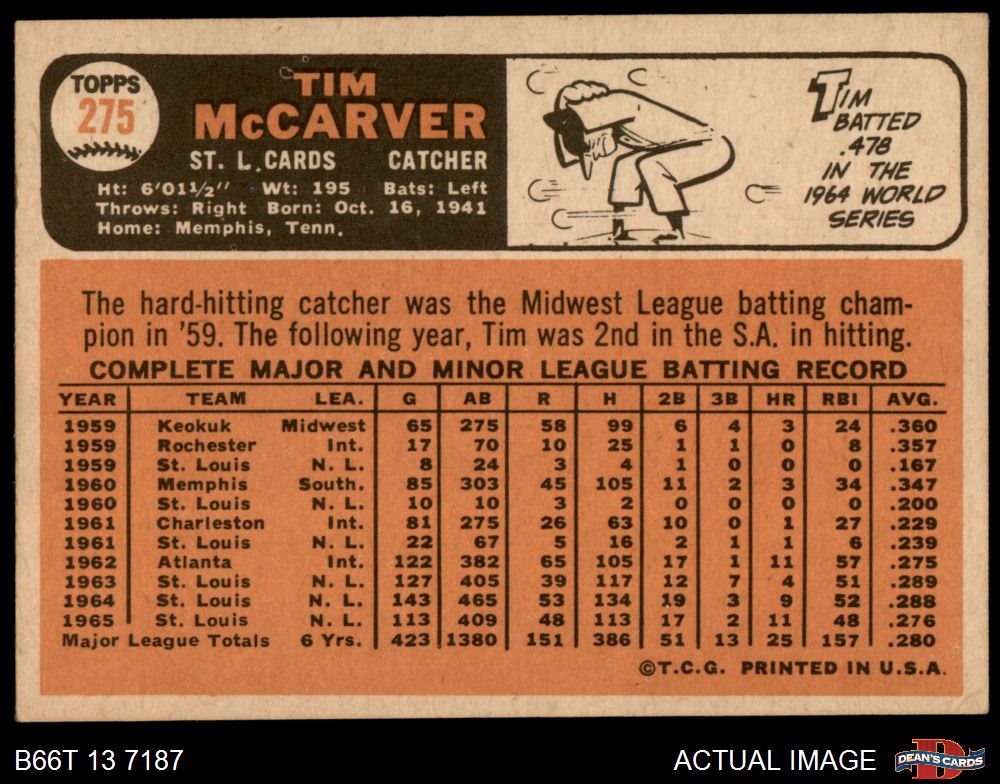 TOPPS
275
TIM
McCARVER
ST. L. CARDS CATCHER
Ht: 6'01 1/2" Wt: 195 Bats: Left
Throws: Right Born: Oct. 16, 1941
Home: Memphis, Tenn.
TIM
BATTED
.478
IN THE
1964 WORLD
SERIES
The hard-hitting catcher was the Midwest League batting cham-
pion in '59. The following year, Tim was 2nd in the S.A. in hitting.
COMPLETE MAJOR AND MINOR LEAGUE BATTING RECORD
YEAR TEAM LEA. G AB R H 2B 3B HR RBI AVG.
1959 Keokuk Midwest 65 275 58 99 6 4 3 24 .360
1959 Rochester Int. 17 70 10 25 1 1 0 8 .357
1959 St. Louis N. L. 8 24 3 4 1 0 0 0 .167
1960 Memphis South. 85 303 45 105 11 2 3 34 .347
1960 St. Louis N. L. 10 10 3 2 0 0 0 0 .200
1961 Charleston Int. 81 275 26 63 10 0 1 27 .229
1961 St. Louis N. L. 22 67 5 16 2 1 1 6 .239
1962 Atlanta Int. 122 382 65 105 17 1 11 57 .275
1963 St. Louis N. L. 127 405 39 117 12 7 4 51 .289
1964 St. Louis N. L. 143 465 53 134 19 3 9 52 .288
1965 St. Louis N. L. 113 409 48 113 17 2 11 48 .276
Major League Totals 6 Yrs. 423 1380 151 386 51 13 25 157 .280
©T.C.G. PRINTED IN U.S.A.
B66T 13 7187 ACTUAL IMAGE
DEAN'S CARDS